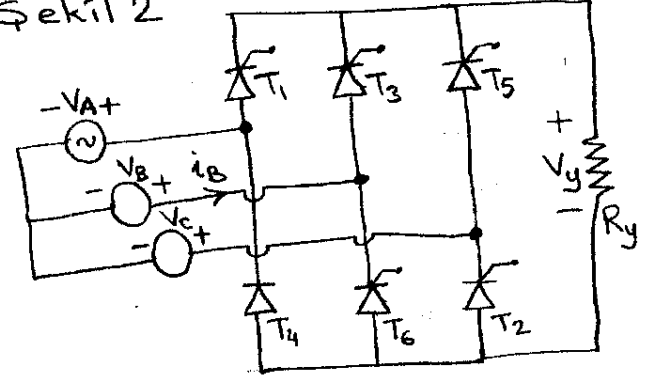 Şekil 2
T₁
T₃
T₅
-VA+
VB
- +
iB
Vc
- +
+
Vy
-
Ry
T₄
T₆
T₂